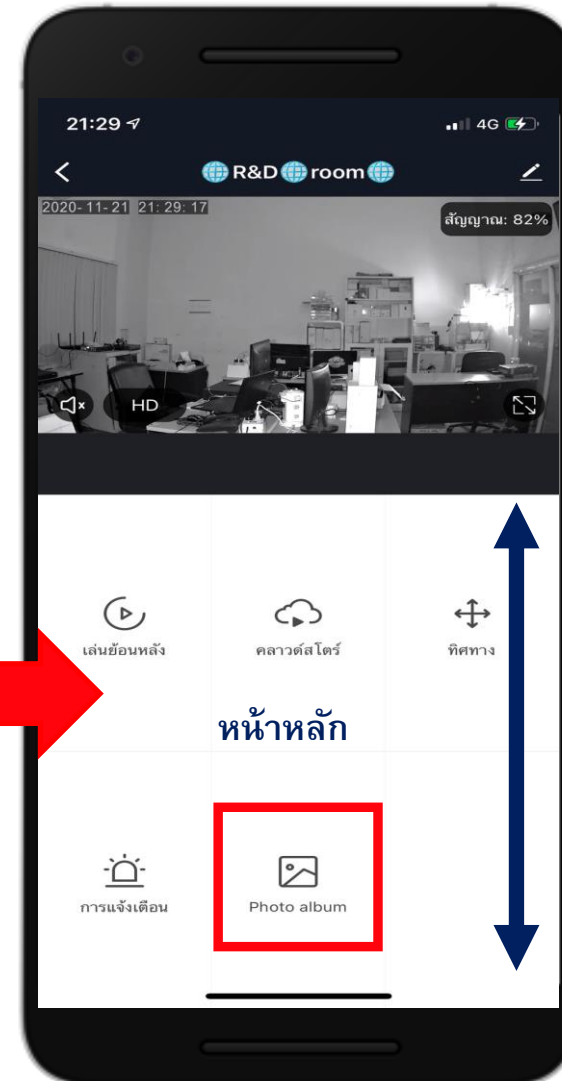 21:29
4G
R&D room
2020-11-21 21:29:17
สัญญาณ: 82%
HD
เล่นย้อนหลัง
คลาวด์สโตร์
ทิศทาง
หน้าหลัก
การแจ้งเตือน
Photo album